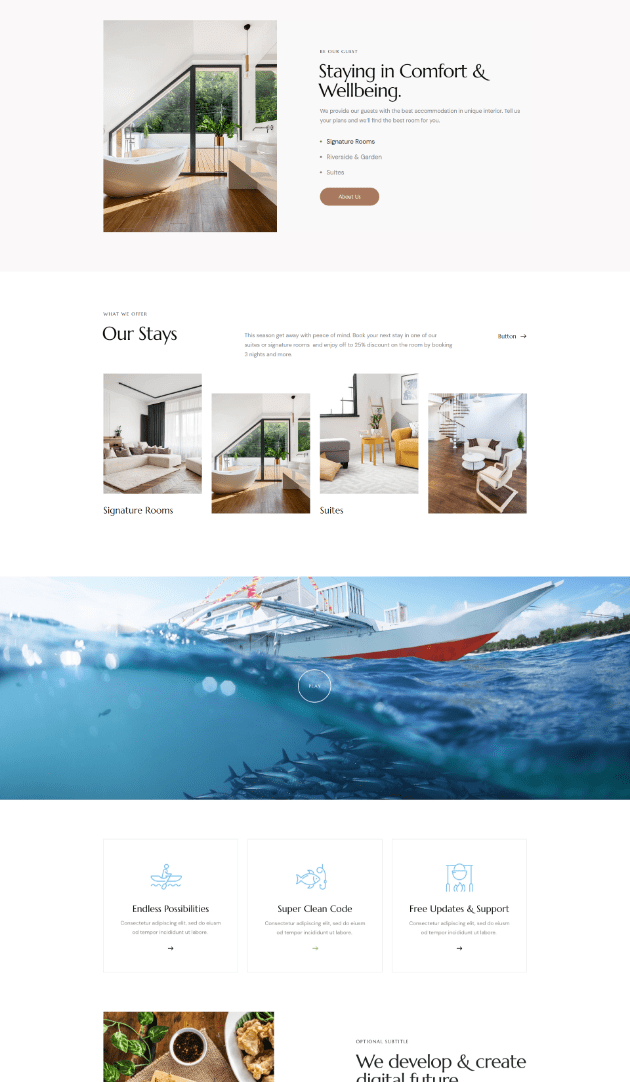 BE OUR GUEST
Staying in Comfort &
Wellbeing.
We provide our guests with the best accommodation in unique interior. Tell us
your plans and we'll find the best room for you.
Signature Rooms
Riverside & Garden
Suites
About Us
WHAT WE OFFER
Our Stays
This season get away with peace of mind. Book your next stay in one of our
suites or signature rooms, and enjoy off to 25% discount on the room by booking
3 nights and more.
Button →
Signature Rooms
Suites
PLAY
Endless Possibilities
Consectetur adipiscing elit, sed do eiusm
od tempor incididunt ut labore.
→
Super Clean Code
Consectetur adipiscing elit, sed do eiusm
od tempor incididunt ut labore.
→
Free Updates & Support
Consectetur adipiscing elit, sed do eiusm
od tempor incididunt ut labore.
→
OPTIONAL SUBTITLE
We develop & create
digital future